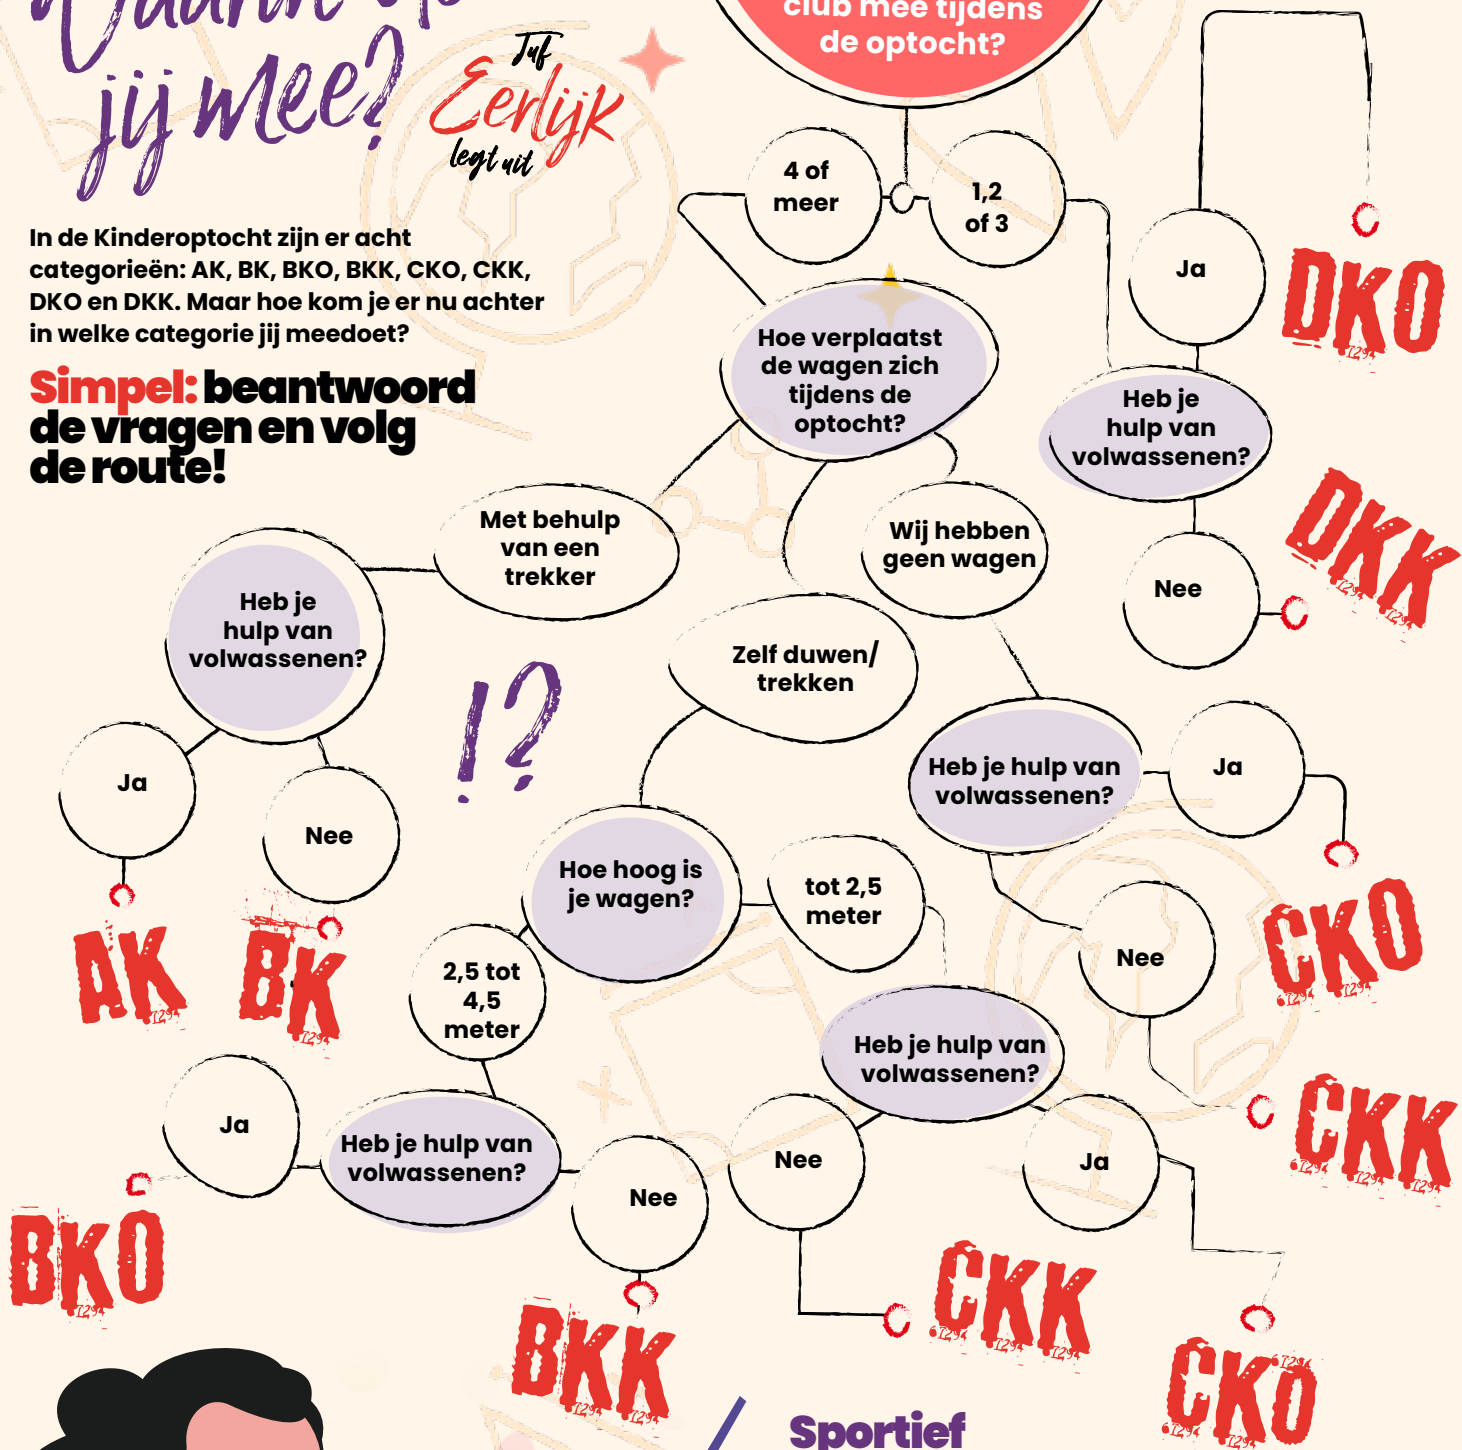 jij mee?
Juf
Eerlijk
legt uit
In de Kinderoptocht zijn er acht
categorieën: AK, BK, BKO, BKK, CKO, CKK,
DKO en DKK. Maar hoe kom je er nu achter
in welke categorie jij meedoet?
Simpel: beantwoord
de vragen en volg
de route!
club mee tijdens
de optocht?
4 of
meer
1,2
of 3
Hoe verplaatst
de wagen zich
tijdens de
optocht?
Ja
DKO
Heb je
hulp van
volwassenen?
Nee
DKK
Met behulp
van een
trekker
Wij hebben
geen wagen
Zelf duwen/
trekken
Heb je
hulp van
volwassenen?
Ja
Nee
AK
BK
!?
Heb je hulp van
volwassenen?
Ja
CKO
Nee
CKK
Hoe hoog is
je wagen?
tot 2,5
meter
2,5 tot
4,5
meter
Heb je hulp van
volwassenen?
Nee
Ja
CKK
CKO
Heb je hulp van
volwassenen?
Ja
Nee
BKO
BKK
Sportief